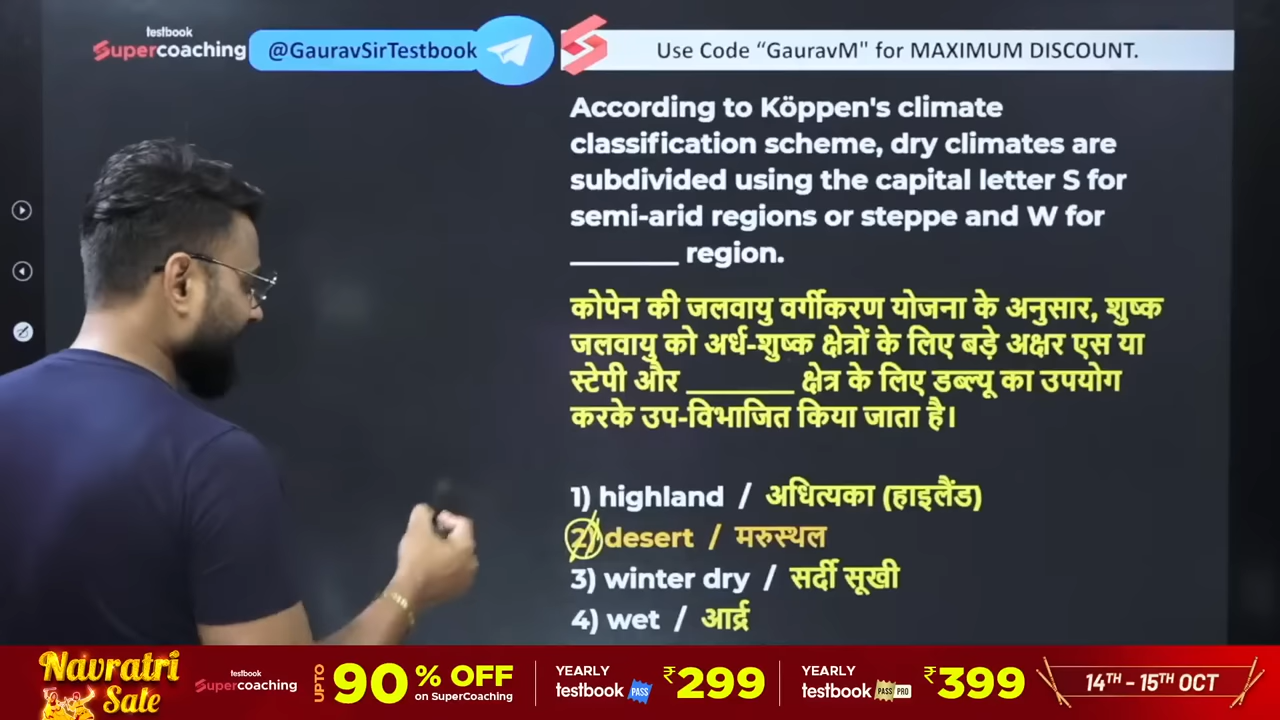 testbook
Supercoaching
@GauravSirTestbook
Use Code “GauravM" for MAXIMUM DISCOUNT.
According to Köppen's climate
classification scheme, dry climates are
subdivided using the capital letter S for
semi-arid regions or steppe and W for
_______ region.
कोपेन की जलवायु वर्गीकरण योजना के अनुसार, शुष्क
जलवायु को अर्ध-शुष्क क्षेत्रों के लिए बड़े अक्षर एस या
स्टेपी और _______ क्षेत्र के लिए डब्ल्यू का उपयोग
करके उप-विभाजित किया जाता है।
1) highland / अधित्यका (हाइलैंड)
2) desert / मरुस्थल
3) winter dry / सर्दी सूखी
4) wet / आर्द्र
Navratri
Sale
testbook
Supercoaching
UPTO
90% OFF
on SuperCoaching
YEARLY
testbook PASS
₹299
YEARLY
testbook PASS PRO
₹399
14TH - 15TH OCT